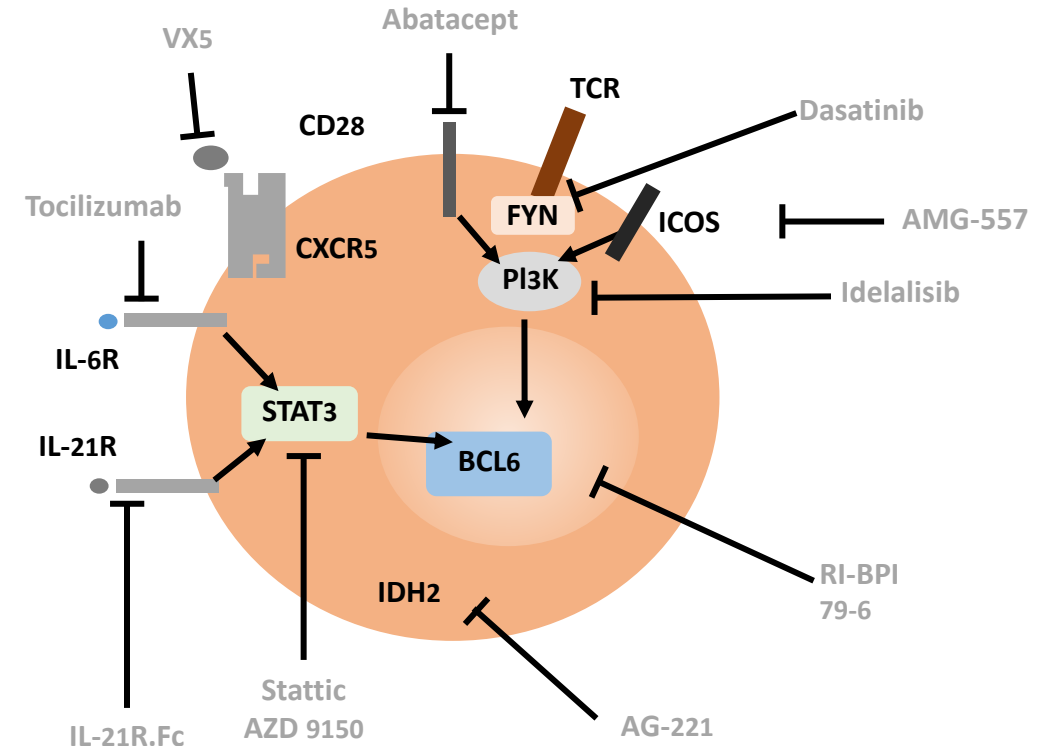 Abatacept
VX5
TCR
Dasatinib
CD28
Tocilizumab
FYN
ICOS
AMG-557
CXCR5
PI3K
Idelalisib
IL-6R
STAT3
IL-21R
BCL6
RI-BPI
79-6
IDH2
Stattic
AZD 9150
AG-221
IL-21R.Fc